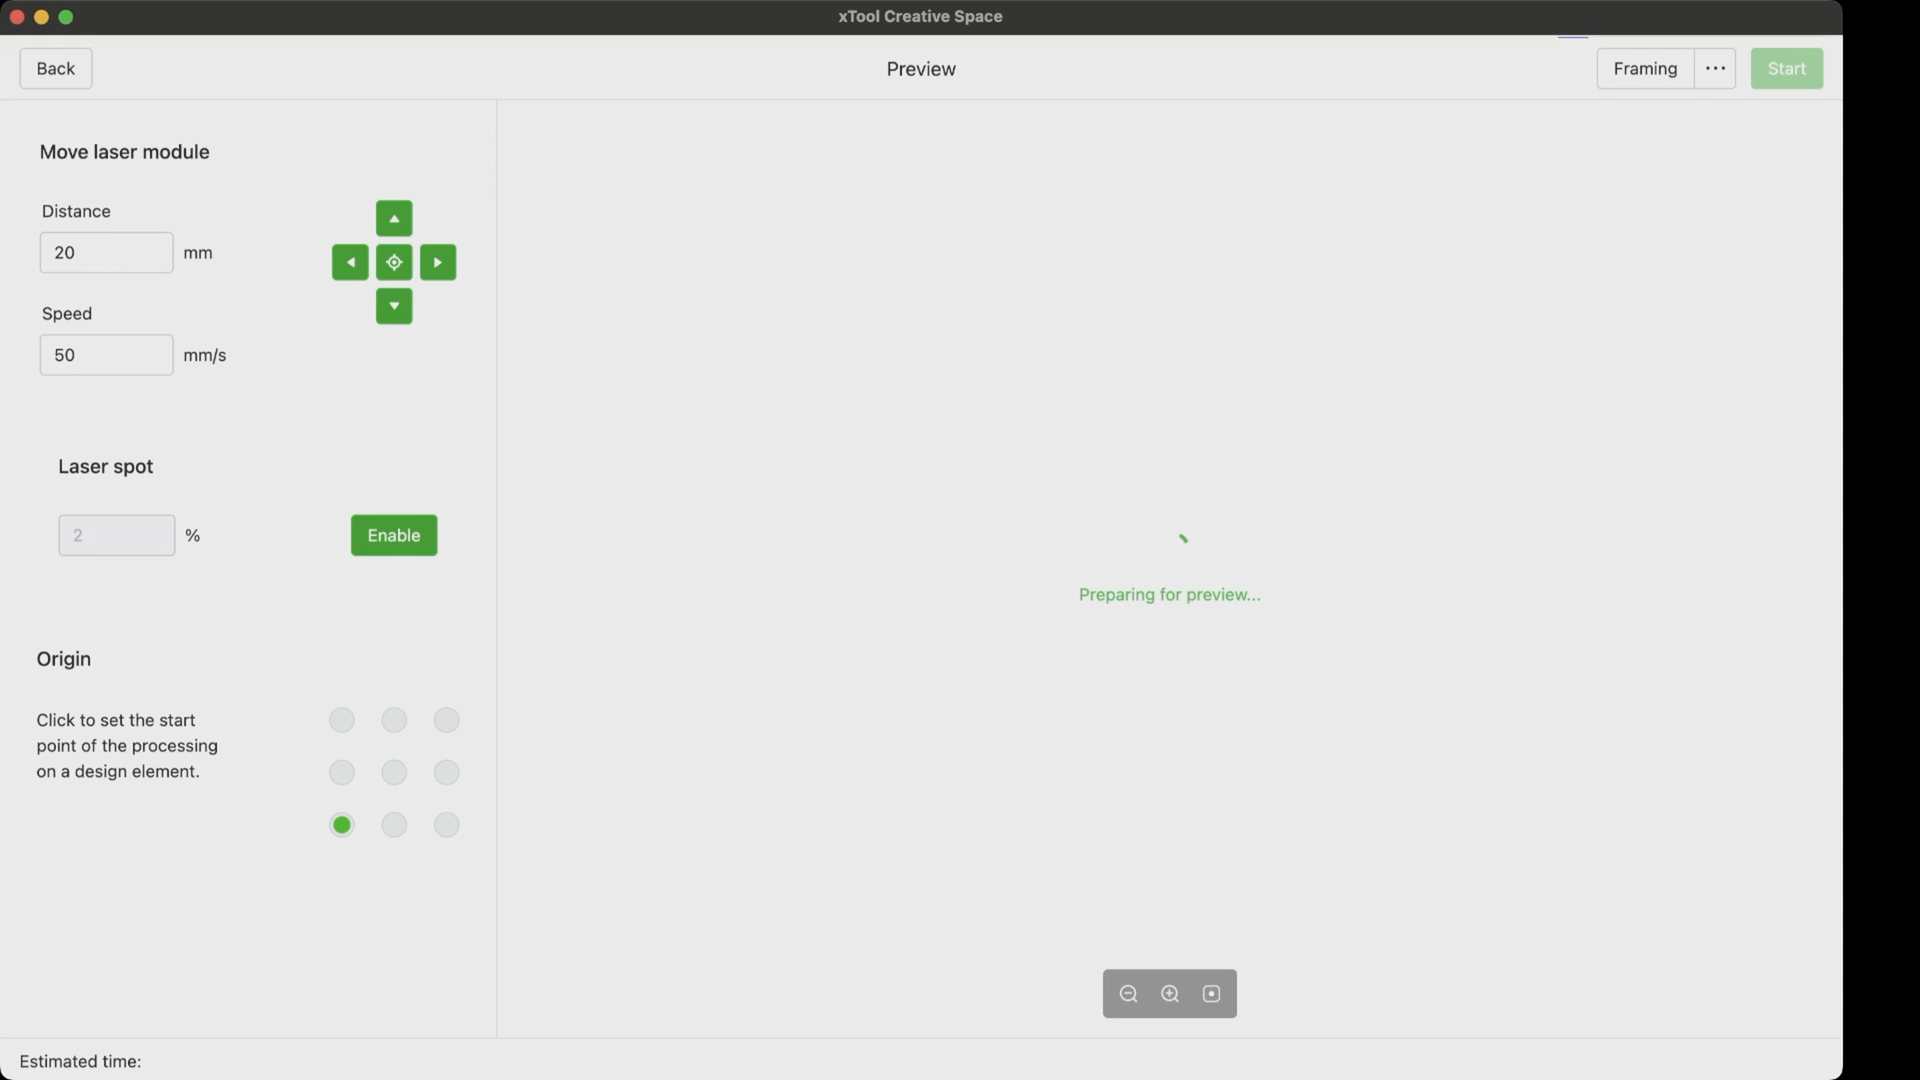 xTool Creative Space
Back
Preview
Framing
Start
Move laser module
Distance
20 mm
Speed
50 mm/s
Laser spot
2 %
Enable
Preparing for preview...
Origin
Click to set the start
point of the processing
on a design element.
Estimated time: